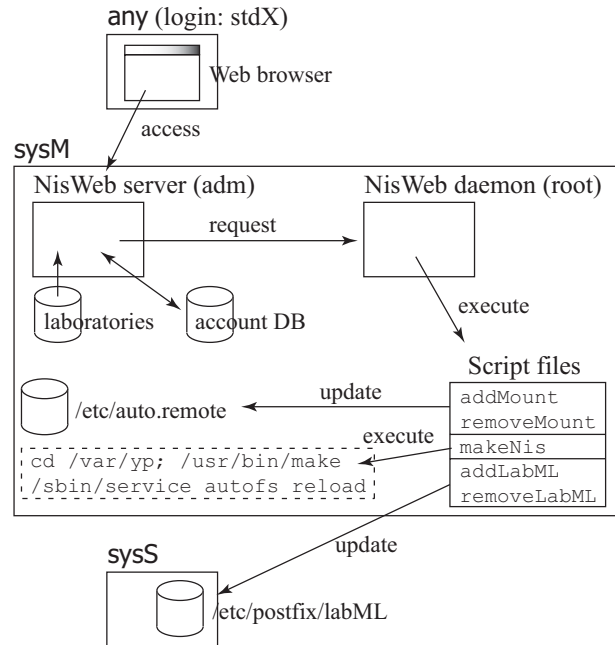 any (login: stdX)
Web browser
access
sysM
NisWeb server (adm)
NisWeb daemon (root)
request
laboratories
account DB
execute
Script files
update
addMount
removeMount
/etc/auto.remote
execute
makeNis
cd /var/yp; /usr/bin/make
/sbin/service autofs reload
addLabML
removeLabML
update
sysS
/etc/postfix/labML